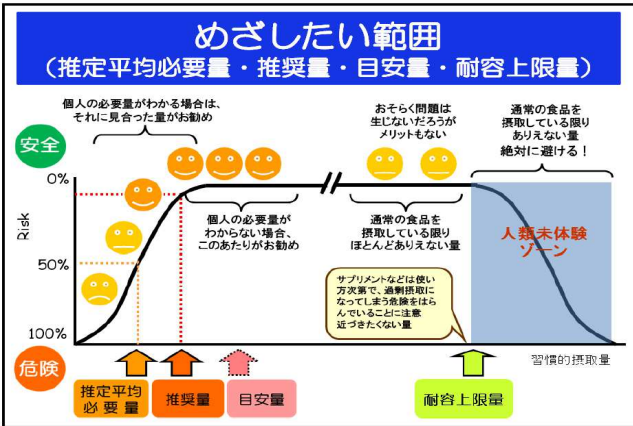 めざしたい範囲
（推定平均必要量・推奨量・目安量・耐容上限量）
個人の必要量がわかる場合は、
それに見合った量がお勧め
おそらく問題は
生じないだろうが
メリットもない
通常の食品を
摂取している限り
ありえない量
絶対に避ける！
安全
0%
Risk
50%
100%
危険
個人の必要量が
わからない場合、
このあたりがお勧め
通常の食品を
摂取している限り
ほとんどありえない量
人類未体験
ゾーン
サプリメントなどは使い
方次第で、過剰摂取に
なってしまう危険をはら
んでいることに注意
近づきたくない量
習慣的摂取量
推定平均
必要量
推奨量
目安量
耐容上限量